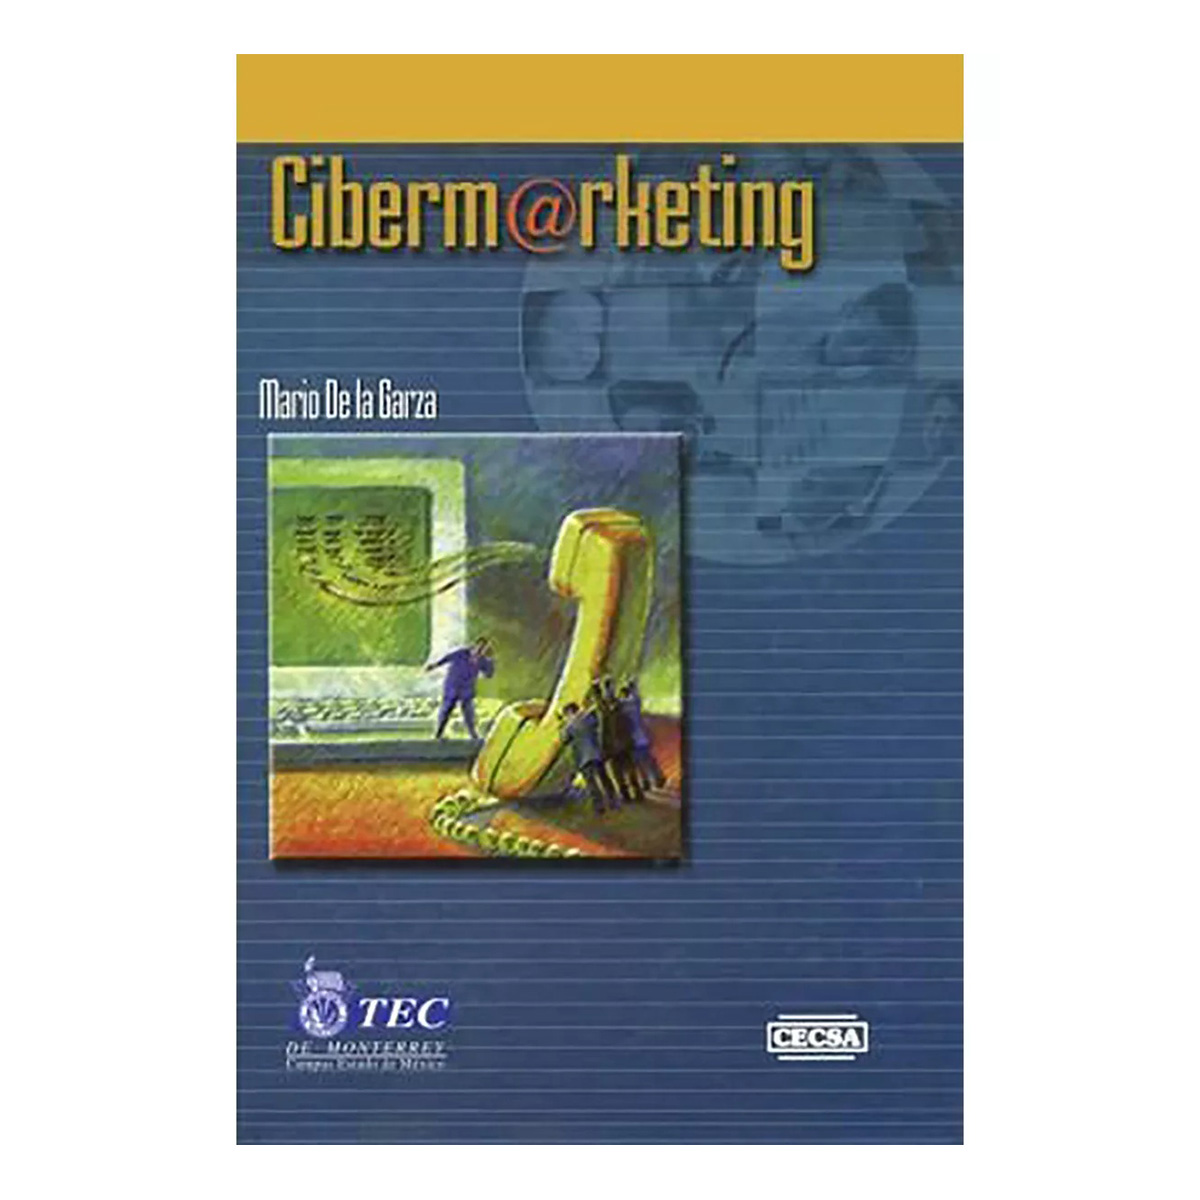 Ciberm@rketing
Mario De la Garza
TEC
DE MONTERREY
Campus Estado de México
CECSA